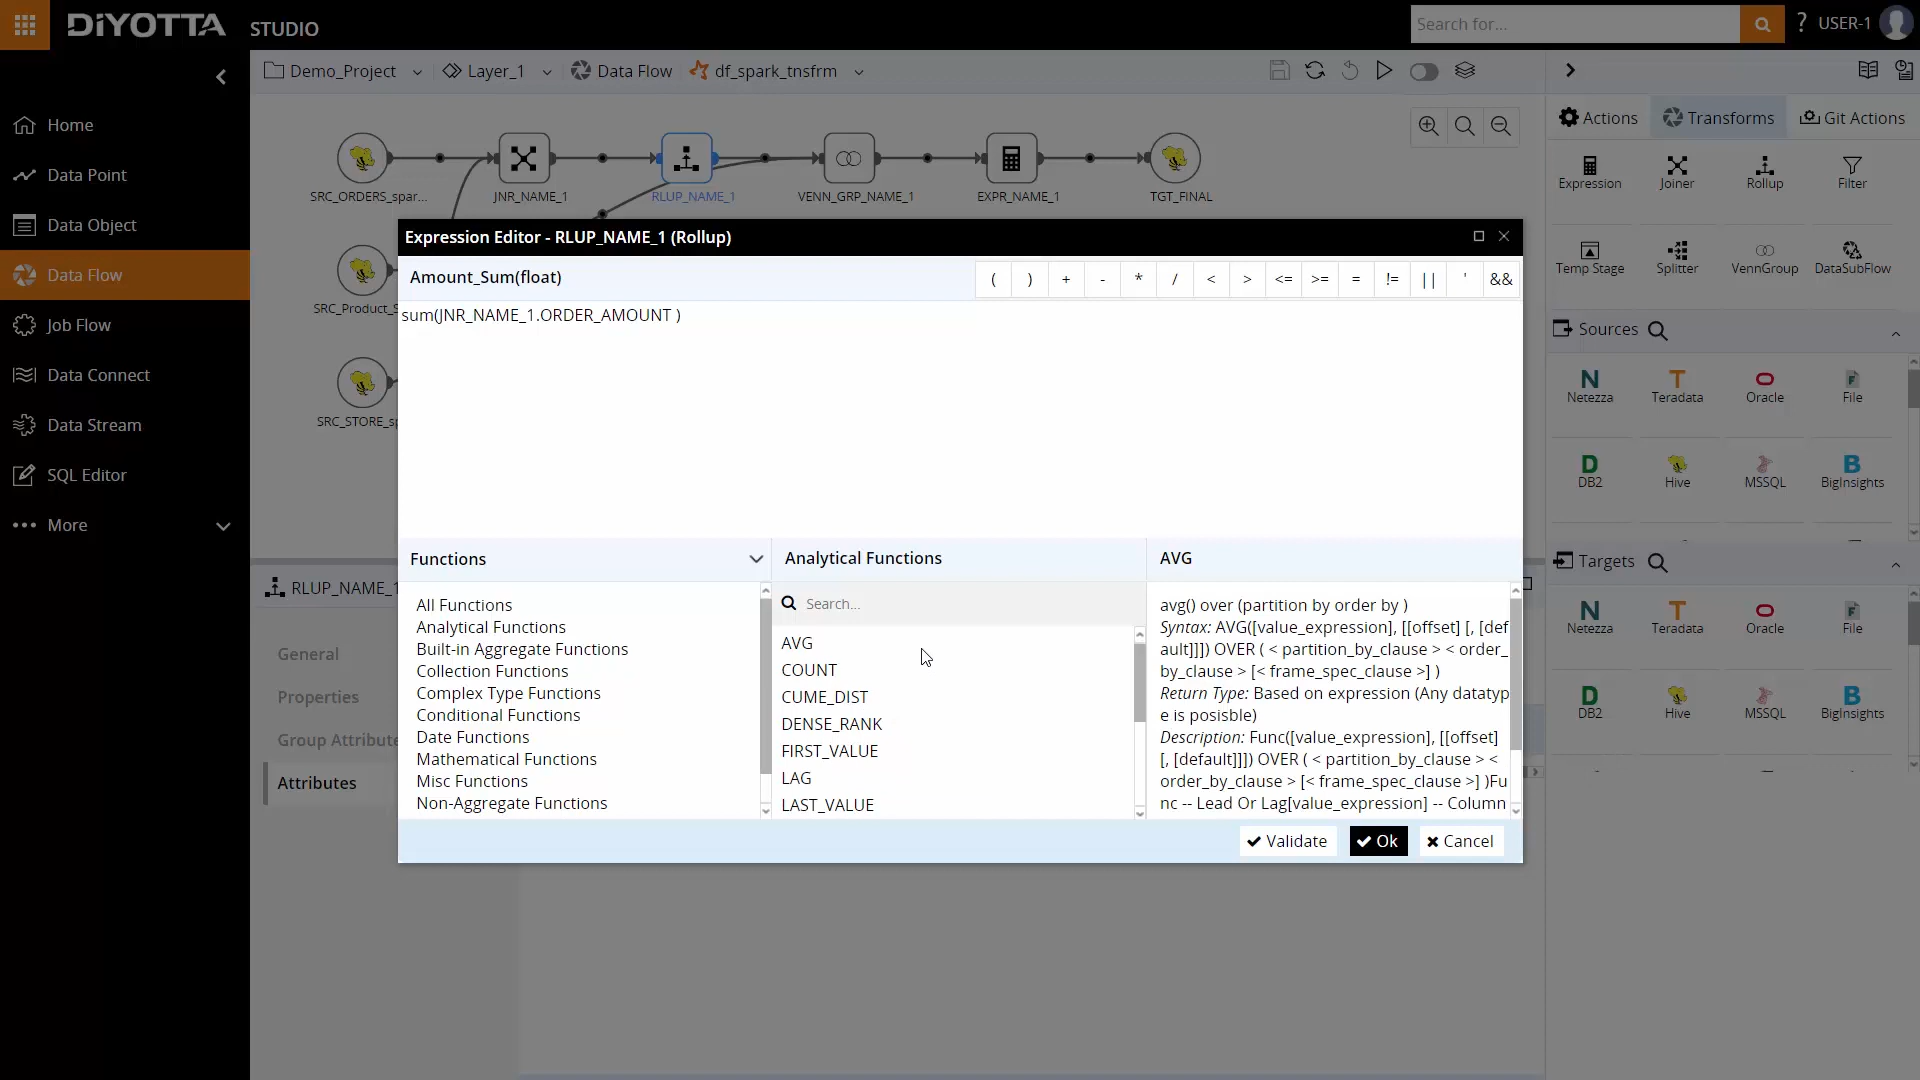 DiYOTTA STUDIO
Search for...
? USER-1
Demo_Project
Layer_1
Data Flow
df_spark_tnsfrm
Home
Data Point
Data Object
Data Flow
Job Flow
Data Connect
Data Stream
SQL Editor
More
SRC_ORDERS_spar...
JNR_NAME_1
RLUP_NAME_1
VENN_GRP_NAME_1
EXPR_NAME_1
TGT_FINAL
SRC_Product_S
SRC_STORE_s
Expression Editor - RLUP_NAME_1 (Rollup)
Amount_Sum(float)
( ) + - * / < > <= >= = != || ' &&
sum(JNR_NAME_1.ORDER_AMOUNT )
Functions
All Functions
Analytical Functions
Built-in Aggregate Functions
Collection Functions
Complex Type Functions
Conditional Functions
Date Functions
Mathematical Functions
Misc Functions
Non-Aggregate Functions
Analytical Functions
Search...
AVG
COUNT
CUME_DIST
DENSE_RANK
FIRST_VALUE
LAG
LAST_VALUE
AVG
avg() over (partition by order by )
Syntax: AVG([value_expression], [[offset] [, [def
ault]]]) OVER ( < partition_by_clause > < order_
by_clause > [< frame_spec_clause >] )
Return Type: Based on expression (Any datatyp
e is posisble)
Description: Func([value_expression], [[offset]
[, [default]]]) OVER ( < partition_by_clause > <
order_by_clause > [< frame_spec_clause >] )Fu
nc -- Lead Or Lag[value_expression] -- Column
Validate
Ok
Cancel
RLUP_NAME_1
General
Properties
Group Attribute
Attributes
Actions
Transforms
Git Actions
Expression
Joiner
Rollup
Filter
Temp Stage
Splitter
VennGroup
DataSubFlow
Sources
Netezza
Teradata
Oracle
File
DB2
Hive
MSSQL
BigInsights
Targets
Netezza
Teradata
Oracle
File
DB2
Hive
MSSQL
BigInsights